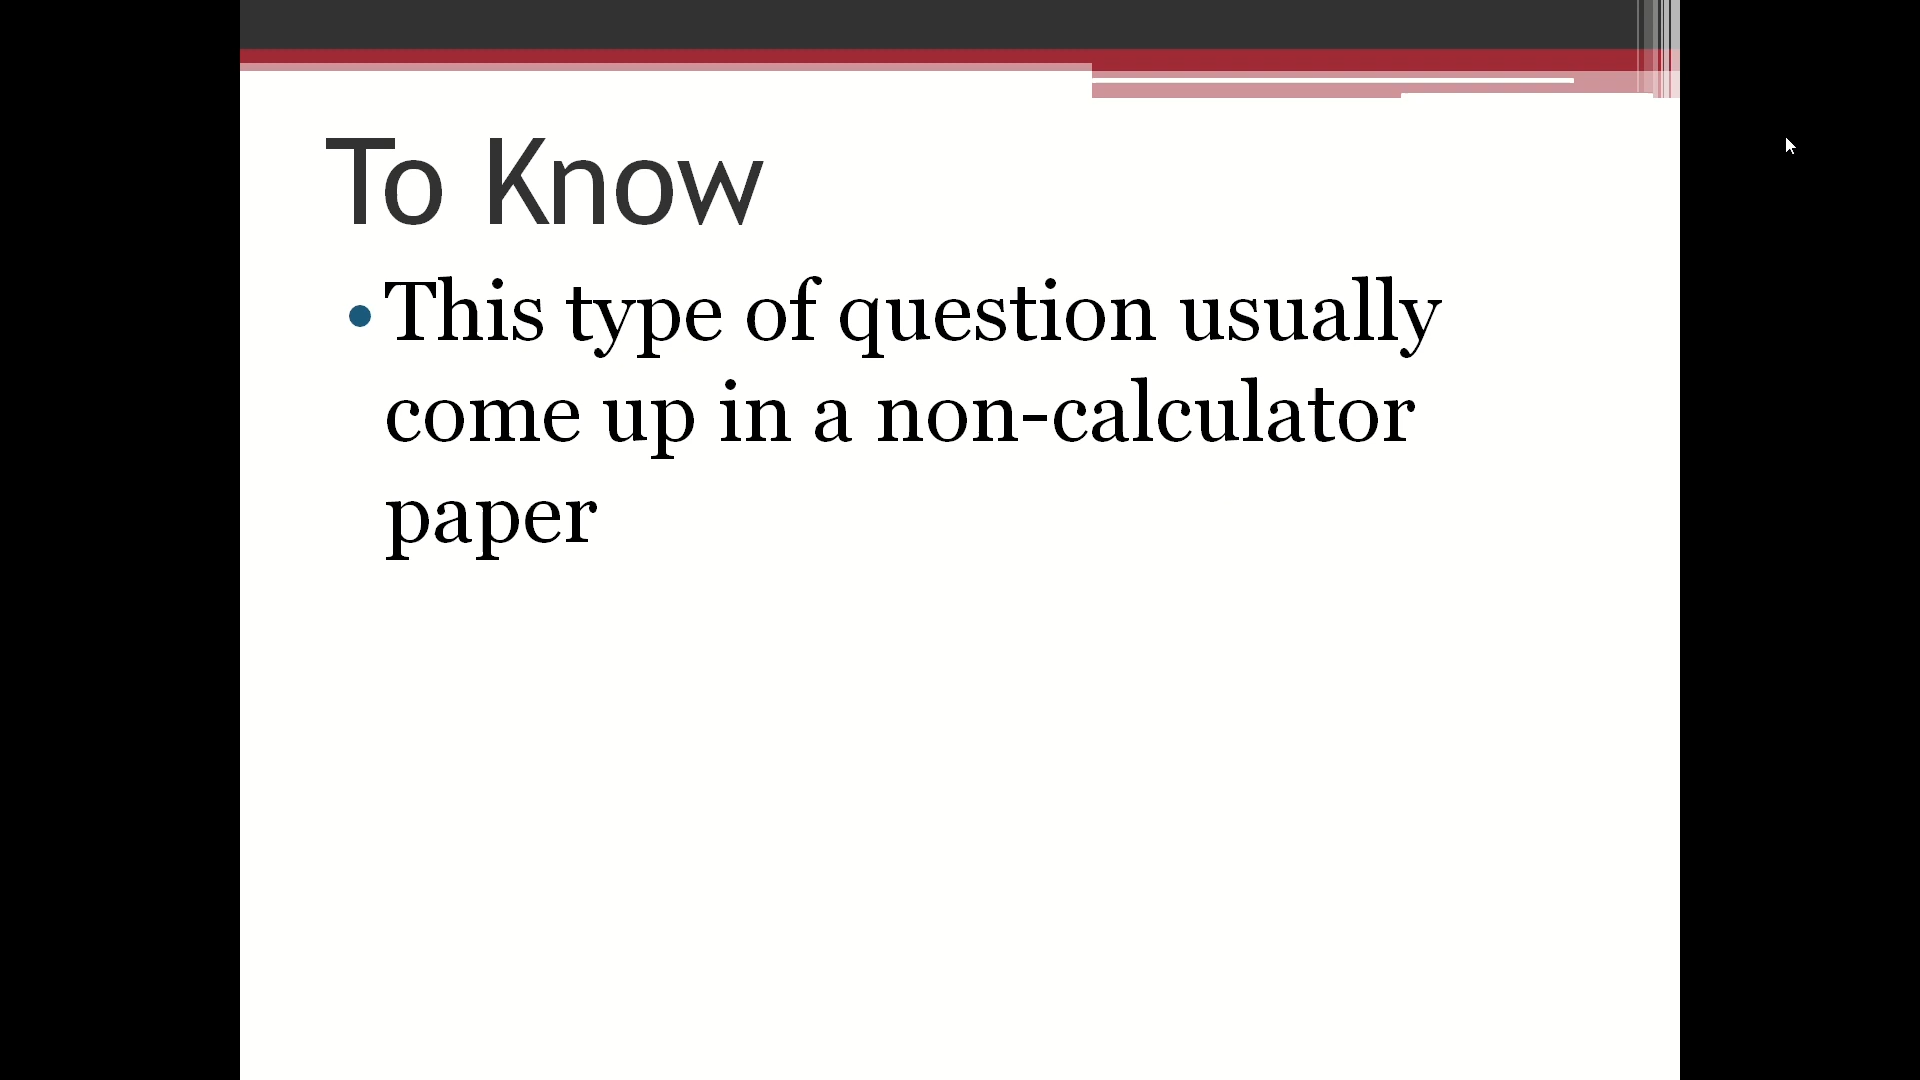 To Know
• This type of question usually
come up in a non-calculator
paper